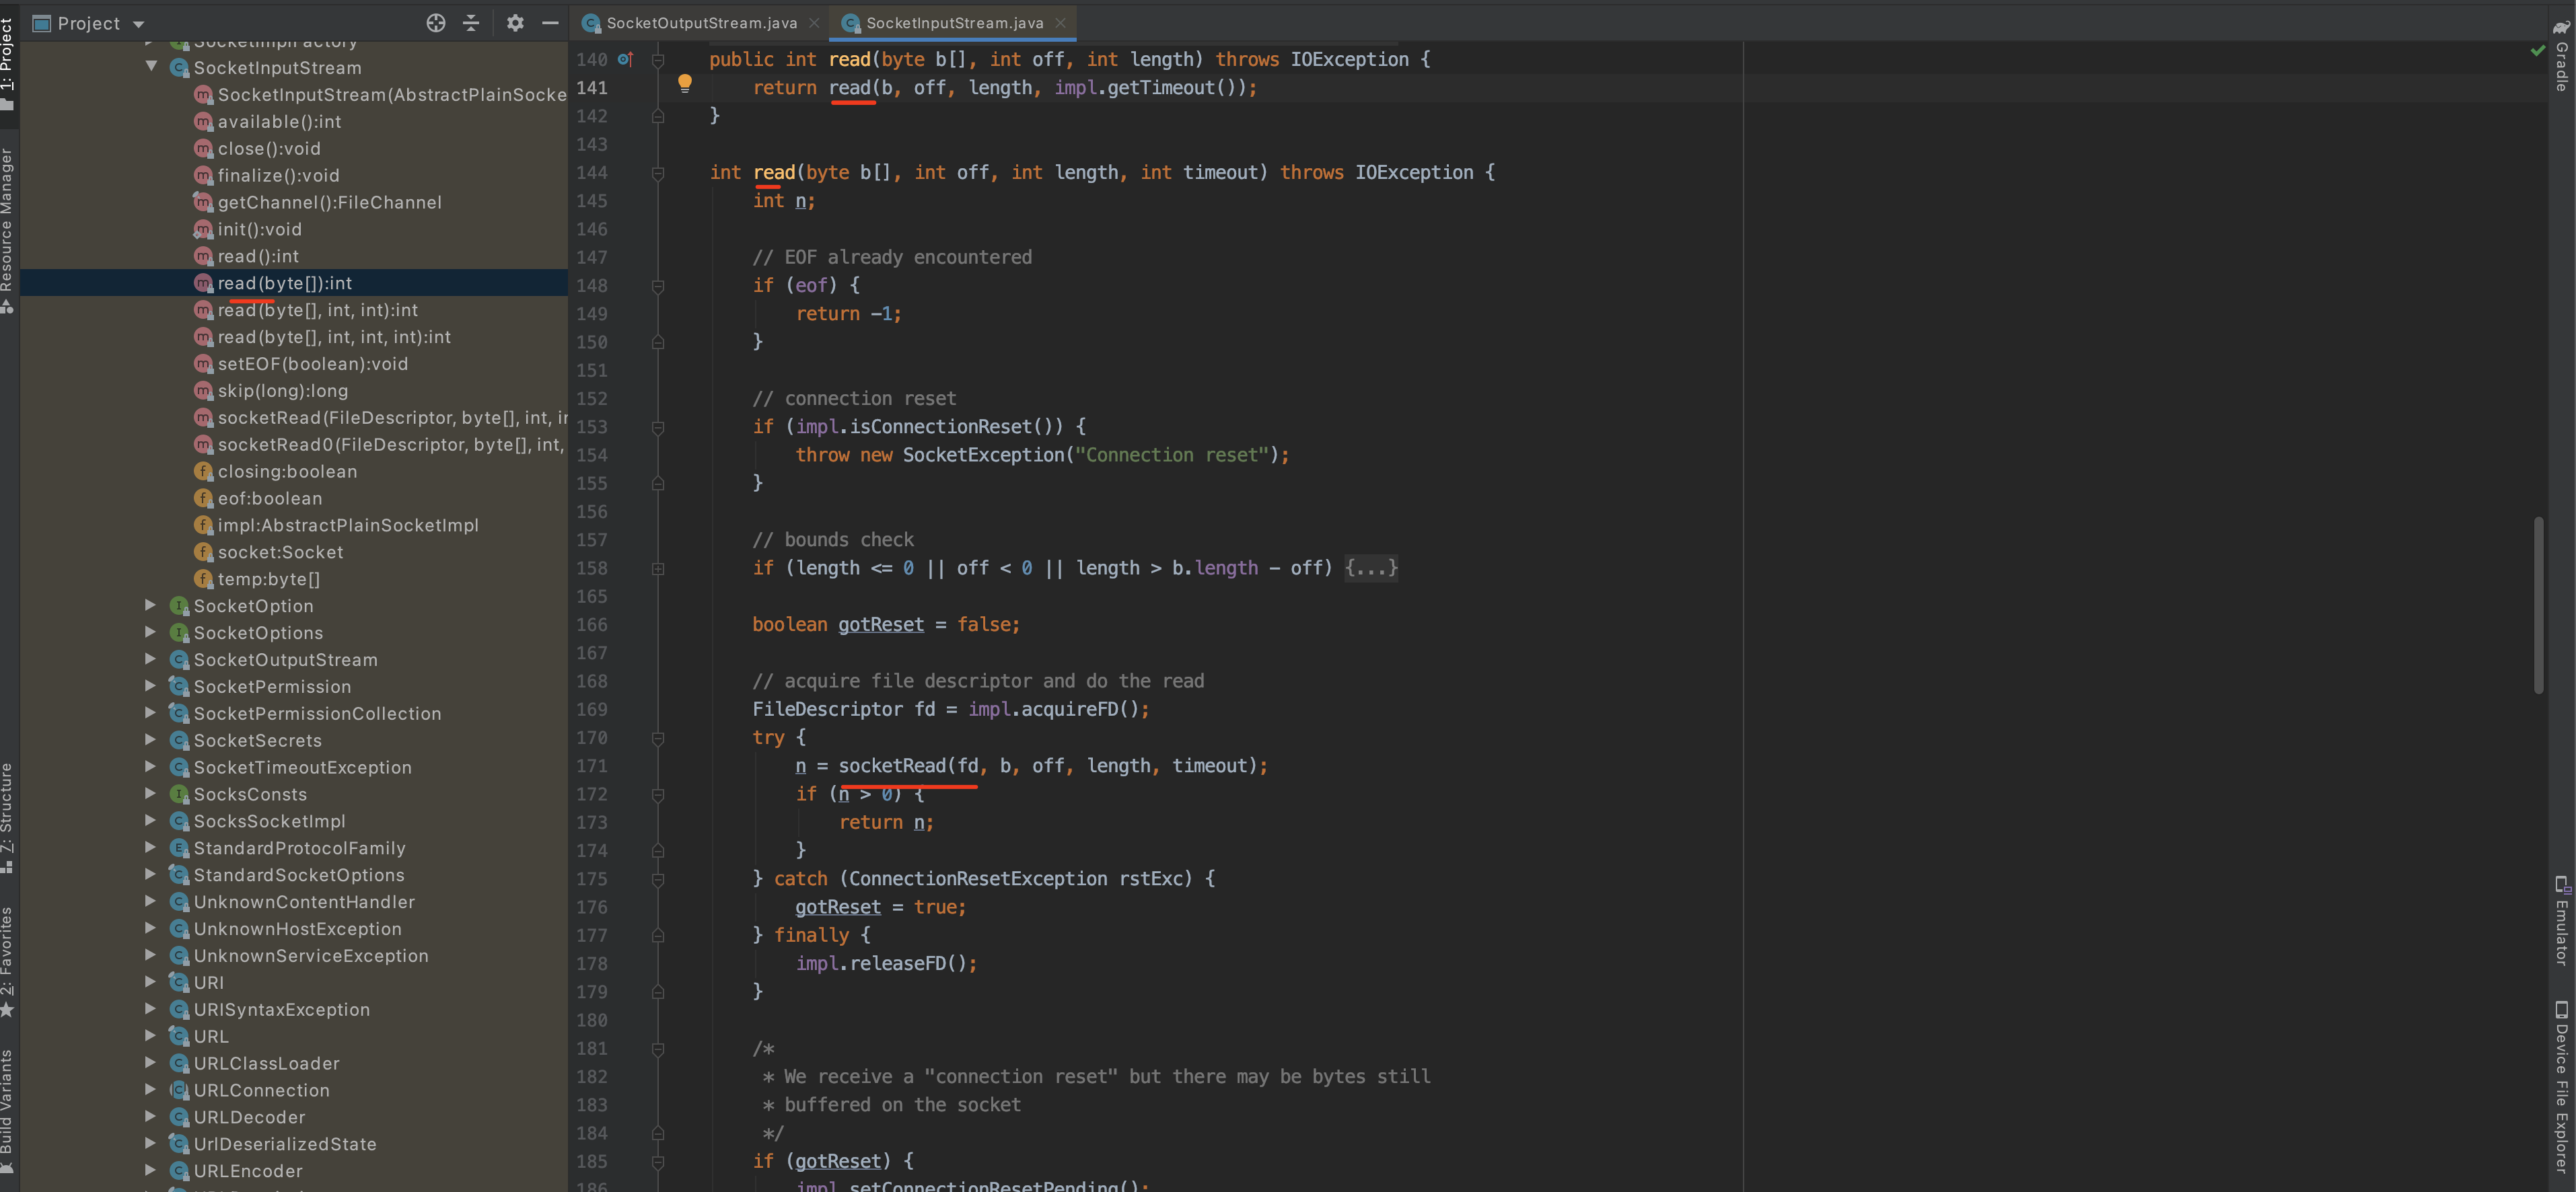 Project
SocketOutputStream.java
SocketInputStream.java
1: Project
Resource Manager
7: Structure
2: Favorites
Build Variants
SocketImplFactory
SocketInputStream
SocketInputStream(AbstractPlainSocke
available():int
close():void
finalize():void
getChannel():FileChannel
init():void
read():int
read(byte[]):int
read(byte[], int, int):int
read(byte[], int, int, int):int
setEOF(boolean):void
skip(long):long
socketRead(FileDescriptor, byte[], int, in
socketRead0(FileDescriptor, byte[], int,
closing:boolean
eof:boolean
impl:AbstractPlainSocketImpl
socket:Socket
temp:byte[]
SocketOption
SocketOptions
SocketOutputStream
SocketPermission
SocketPermissionCollection
SocketSecrets
SocketTimeoutException
SocksConsts
SocksSocketImpl
StandardProtocolFamily
StandardSocketOptions
UnknownContentHandler
UnknownHostException
UnknownServiceException
URI
URISyntaxException
URL
URLClassLoader
URLConnection
URLDecoder
UrlDeserializedState
URLEncoder
140 public int read(byte b[], int off, int length) throws IOException {
141 return read(b, off, length, impl.getTimeout());
142 }
143
144 int read(byte b[], int off, int length, int timeout) throws IOException {
145 int n;
146
147 // EOF already encountered
148 if (eof) {
149 return -1;
150 }
151
152 // connection reset
153 if (impl.isConnectionReset()) {
154 throw new SocketException("Connection reset");
155 }
156
157 // bounds check
158 if (length <= 0 || off < 0 || length > b.length - off) {...}
165
166 boolean gotReset = false;
167
168 // acquire file descriptor and do the read
169 FileDescriptor fd = impl.acquireFD();
170 try {
171 n = socketRead(fd, b, off, length, timeout);
172 if (n > 0) {
173 return n;
174 }
175 } catch (ConnectionResetException rstExc) {
176 gotReset = true;
177 } finally {
178 impl.releaseFD();
179 }
180
181 /*
182 * We receive a "connection reset" but there may be bytes still
183 * buffered on the socket
184 */
185 if (gotReset) {
186 impl.setConnectionResetPending();
Gradle
Emulator
Device File Explorer